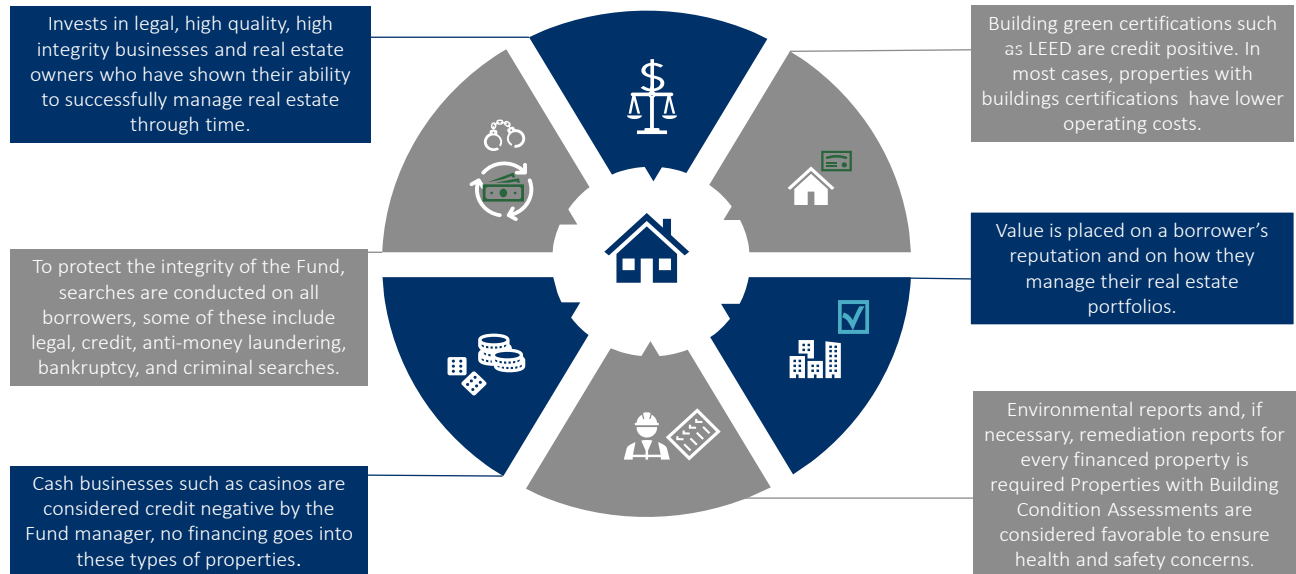 Invests in legal, high quality, high
integrity businesses and real estate
owners who have shown their ability
to successfully manage real estate
through time.
Building green certifications such
as LEED are credit positive. In
most cases, properties with
buildings certifications have lower
operating costs.
To protect the integrity of the Fund,
searches are conducted on all
borrowers, some of these include
legal, credit, anti-money laundering,
bankruptcy, and criminal searches.
Value is placed on a borrower’s
reputation and on how they
manage their real estate
portfolios.
Cash businesses such as casinos are
considered credit negative by the
Fund manager, no financing goes into
these types of properties.
Environmental reports and, if
necessary, remediation reports for
every financed property is
required Properties with Building
Condition Assessments are
considered favorable to ensure
health and safety concerns.